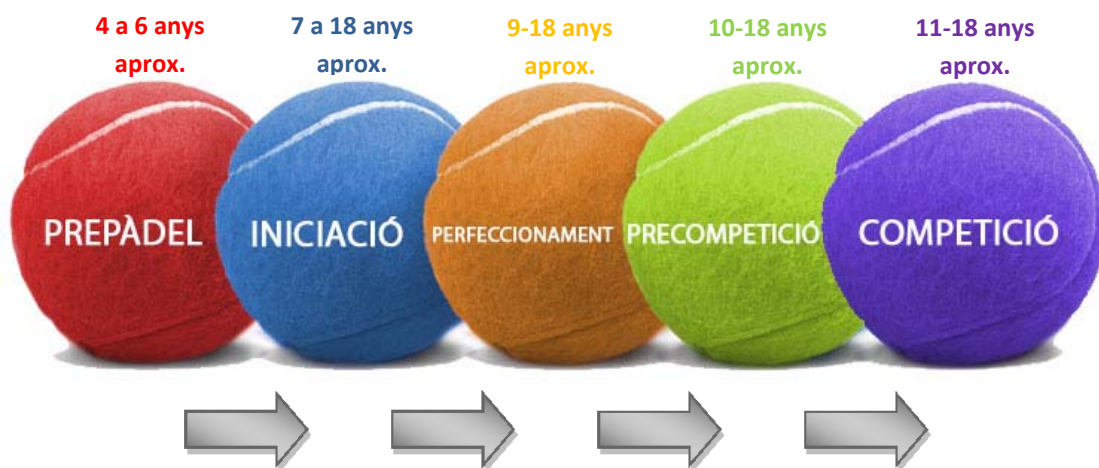 4 a 6 anys
aprox.
7 a 18 anys
aprox.
9-18 anys
aprox.
10-18 anys
aprox.
11-18 anys
aprox.
PREPÀDEL
INICIACIÓ
PERFECCIONAMENT
PRECOMPETICIÓ
COMPETICIÓ